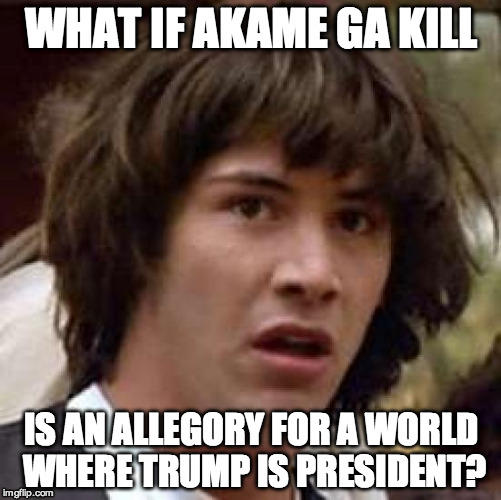 WHAT IF AKAME GA KILL
IS AN ALLEGORY FOR A WORLD
WHERE TRUMP IS PRESIDENT?
imgflip.com